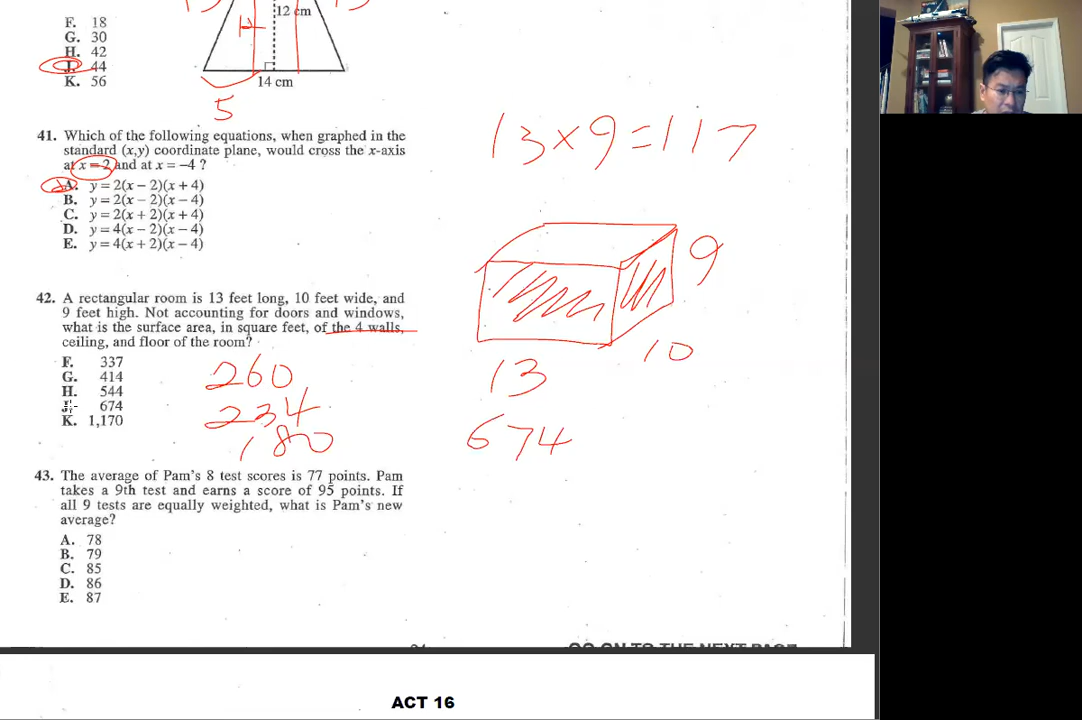 12 cm
F. 18
G. 30
H. 42
J. 44
K. 56
14 cm
5
41. Which of the following equations, when graphed in the
standard (x,y) coordinate plane, would cross the x-axis
at x = 2 and at x = −4 ?
A. y = 2(x − 2)(x + 4)
B. y = 2(x − 2)(x − 4)
C. y = 2(x + 2)(x + 4)
D. y = 4(x − 2)(x − 4)
E. y = 4(x + 2)(x − 4)
13 × 9 = 117
42. A rectangular room is 13 feet long, 10 feet wide, and
9 feet high. Not accounting for doors and windows,
what is the surface area, in square feet, of the 4 walls,
ceiling, and floor of the room?
F. 337
G. 414
H. 544
J. 674
K. 1,170
260
234
180
9
10
13
674
43. The average of Pam's 8 test scores is 77 points. Pam
takes a 9th test and earns a score of 95 points. If
all 9 tests are equally weighted, what is Pam's new
average?
A. 78
B. 79
C. 85
D. 86
E. 87
GO ON TO THE NEXT PAGE
ACT 16